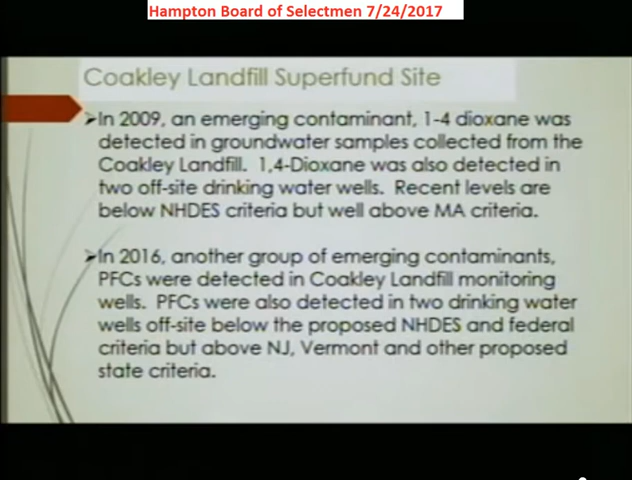 Hampton Board of Selectmen 7/24/2017
Coakley Landfill Superfund Site
In 2009, an emerging contaminant, 1-4 dioxane was
detected in groundwater samples collected from the
Coakley Landfill. 1,4-Dioxane was also detected in
two off-site drinking water wells. Recent levels are
below NHDES criteria but well above MA criteria.
In 2016, another group of emerging contaminants,
PFCs were detected in Coakley Landfill monitoring
wells. PFCs were also detected in two drinking water
wells off-site below the proposed NHDES and federal
criteria but above NJ, Vermont and other proposed
state criteria.